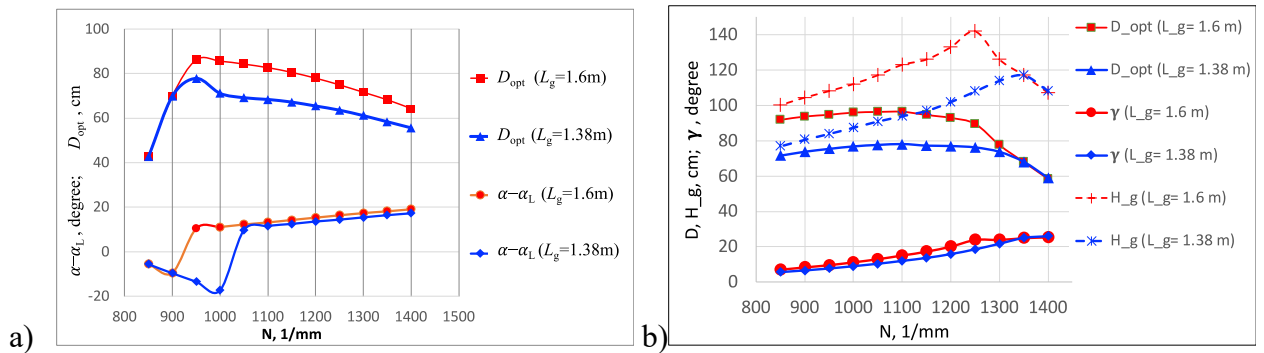 a)
α−α_L, degree; D_opt , cm
100
80
60
40
20
0
-20
800 900 1000 1100 1200 1300 1400 1500
N, 1/mm
D_opt (L_g=1.6m)
D_opt (L_g=1.38m)
α−α_L (L_g=1.6m)
α−α_L (L_g=1.38m)
b)
D, H_g, cm; γ , degree
140
120
100
80
60
40
20
0
800 900 1000 1100 1200 1300 1400
N, 1/mm
D_opt (L_g= 1.6 m)
D_opt (L_g= 1.38 m)
γ (L_g= 1.6 m)
γ (L_g= 1.38 m)
H_g (L_g= 1.6 m)
H_g (L_g= 1.38 m)